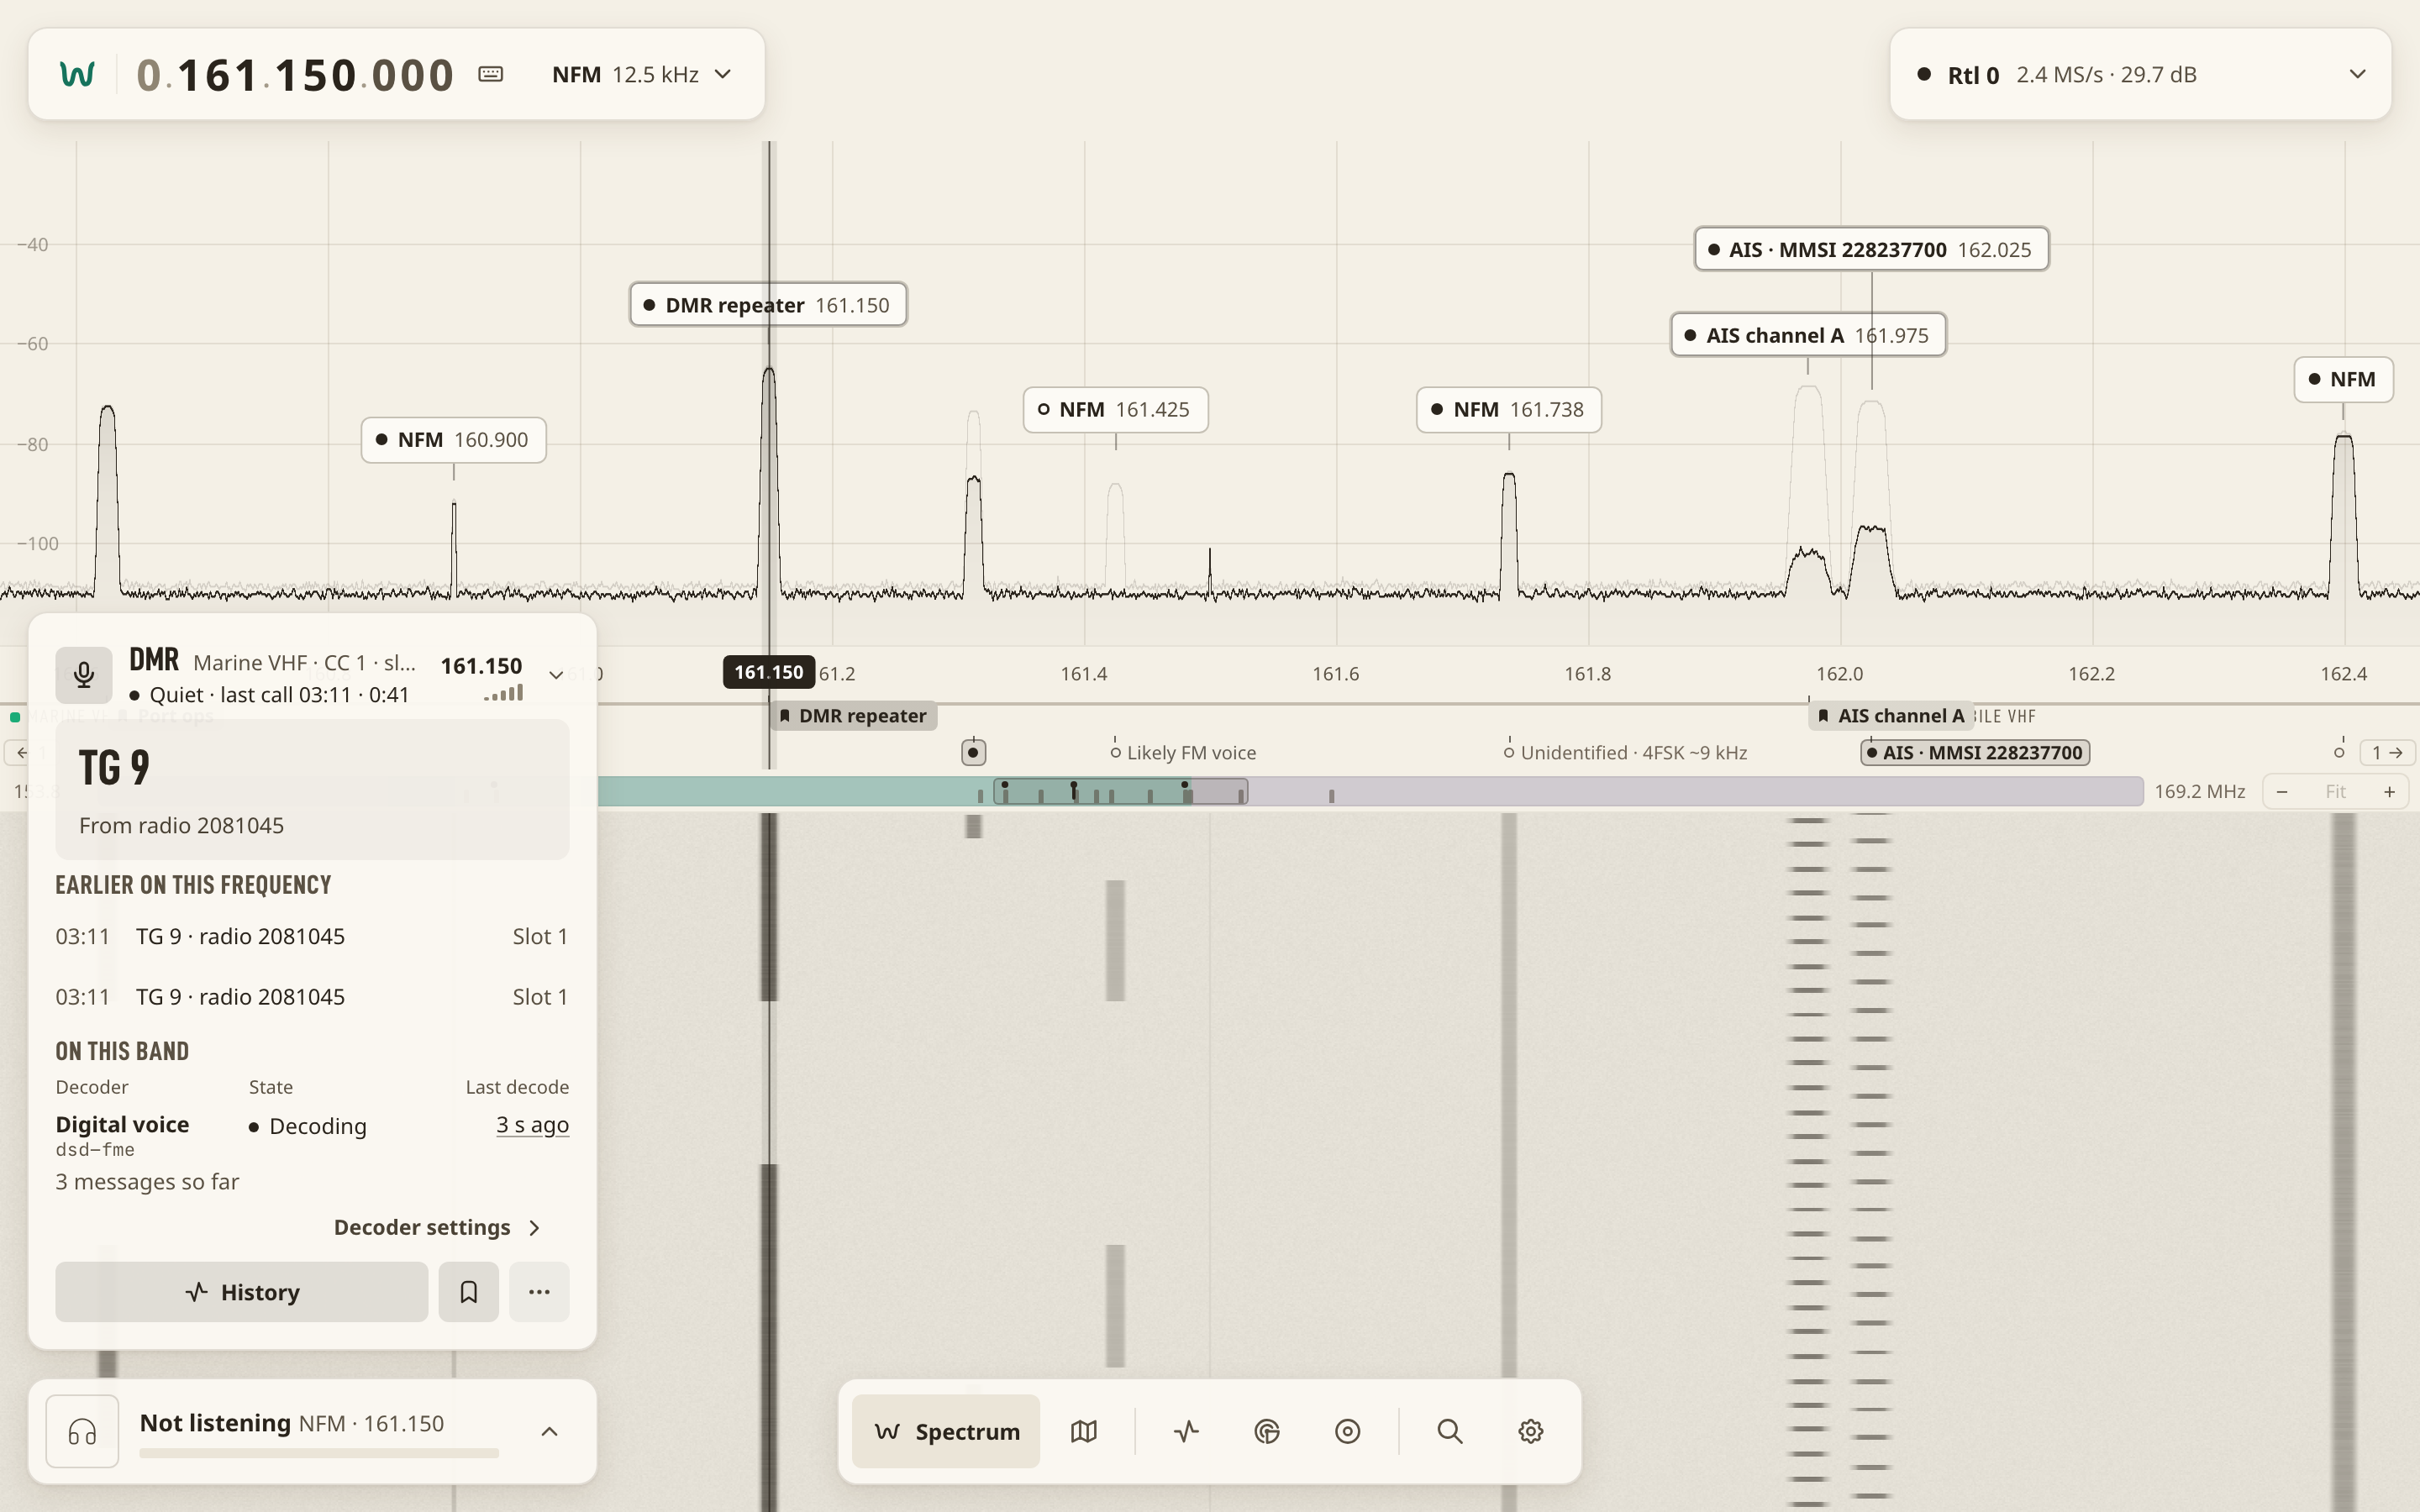 0.161.150.000 NFM 12.5 kHz
Rtl 0 2.4 MS/s · 29.7 dB
−40
AIS · MMSI 228237700 162.025
DMR repeater 161.150
AIS channel A 161.975
−60
NFM
NFM 161.425
NFM 161.738
NFM 160.900
−80
−100
DMR Marine VHF · CC 1 · sl... 161.150
Quiet · last call 03:11 · 0:41
161.150 61.2 161.4 161.6 161.8 162.0 162.2 162.4
Port ops
DMR repeater
AIS channel A BILE VHF
Likely FM voice
Unidentified · 4FSK ~9 kHz
AIS · MMSI 228237700
1 →
169.2 MHz − Fit +
TG 9
From radio 2081045
EARLIER ON THIS FREQUENCY
03:11 TG 9 · radio 2081045 Slot 1
03:11 TG 9 · radio 2081045 Slot 1
ON THIS BAND
Decoder State Last decode
Digital voice Decoding 3 s ago
dsd-fme
3 messages so far
Decoder settings
History
Not listening NFM · 161.150
Spectrum